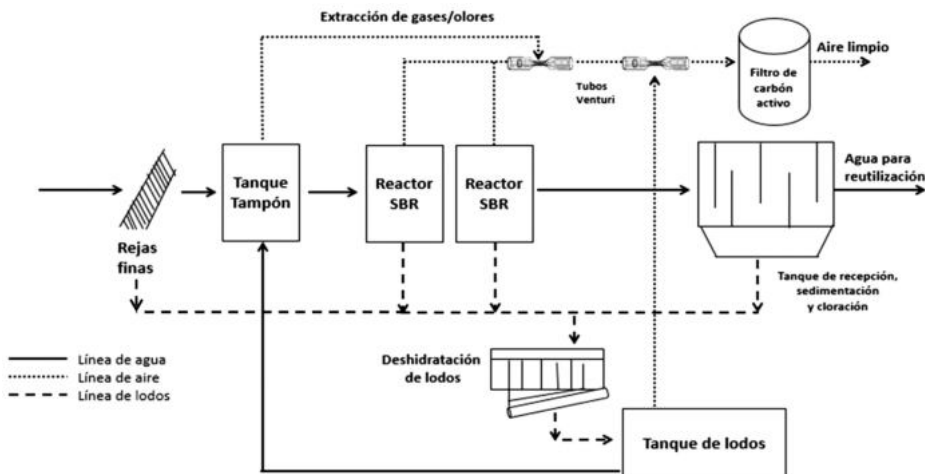 Extracción de gases/olores
Aire limpio
Tubos
Venturi
Filtro de
carbón
activo
Tanque
Tampón
Reactor
SBR
Reactor
SBR
Agua para
reutilización
Rejas
finas
Tanque de recepción,
sedimentación
y cloración
Línea de agua
Línea de aire
Línea de lodos
Deshidratación
de lodos
Tanque de lodos